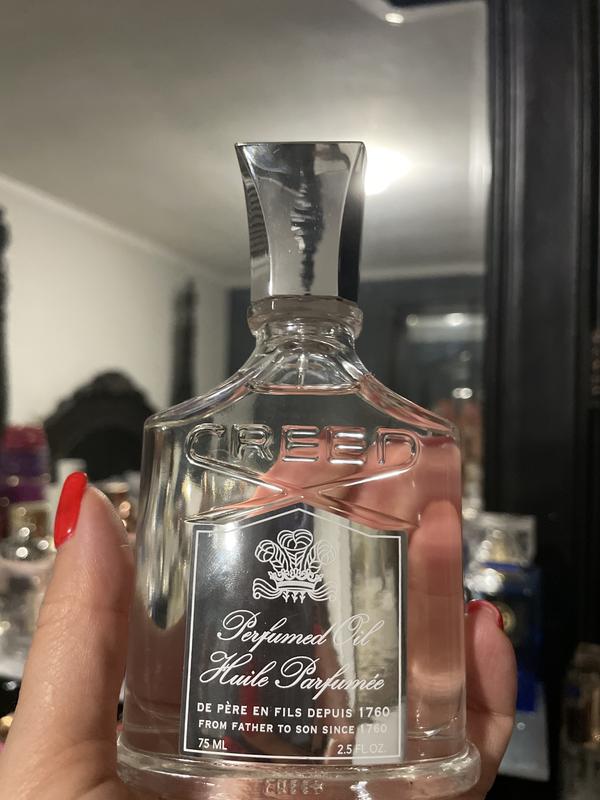 CREED
Perfumed Oil
Huile Parfumée
DE PÈRE EN FILS DEPUIS 1760
FROM FATHER TO SON SINCE 1760
75 ML 2.5 FL.OZ.
CREED